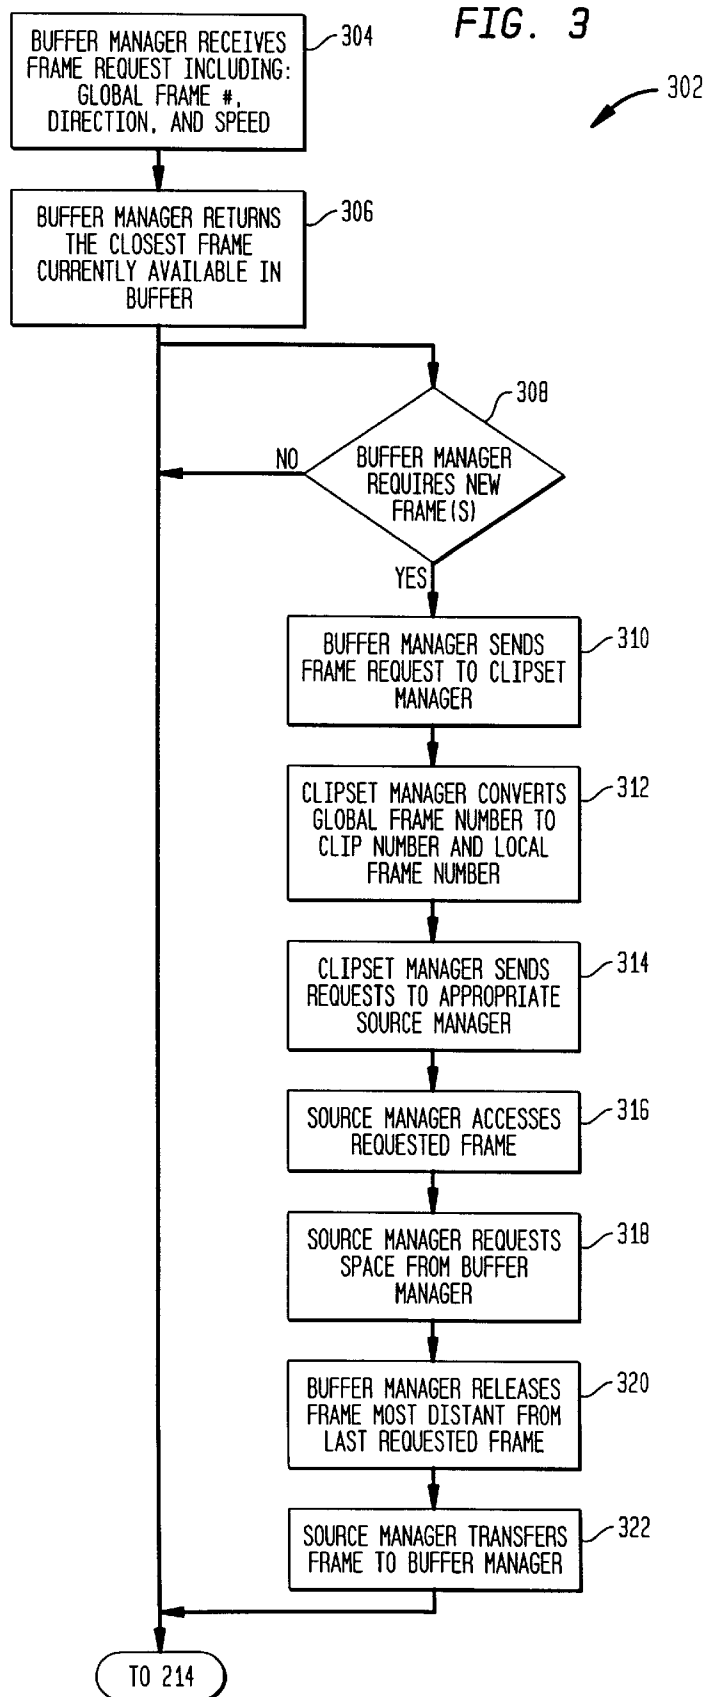 FIG. 3
302
BUFFER MANAGER RECEIVES
FRAME REQUEST INCLUDING:
GLOBAL FRAME #,
DIRECTION, AND SPEED
304
BUFFER MANAGER RETURNS
THE CLOSEST FRAME
CURRENTLY AVAILABLE IN
BUFFER
306
308
BUFFER MANAGER
REQUIRES NEW
FRAME(S)
NO
YES
BUFFER MANAGER SENDS
FRAME REQUEST TO CLIPSET
MANAGER
310
CLIPSET MANAGER CONVERTS
GLOBAL FRAME NUMBER TO
CLIP NUMBER AND LOCAL
FRAME NUMBER
312
CLIPSET MANAGER SENDS
REQUESTS TO APPROPRIATE
SOURCE MANAGER
314
SOURCE MANAGER ACCESSES
REQUESTED FRAME
316
SOURCE MANAGER REQUESTS
SPACE FROM BUFFER
MANAGER
318
BUFFER MANAGER RELEASES
FRAME MOST DISTANT FROM
LAST REQUESTED FRAME
320
SOURCE MANAGER TRANSFERS
FRAME TO BUFFER MANAGER
322
TO 214